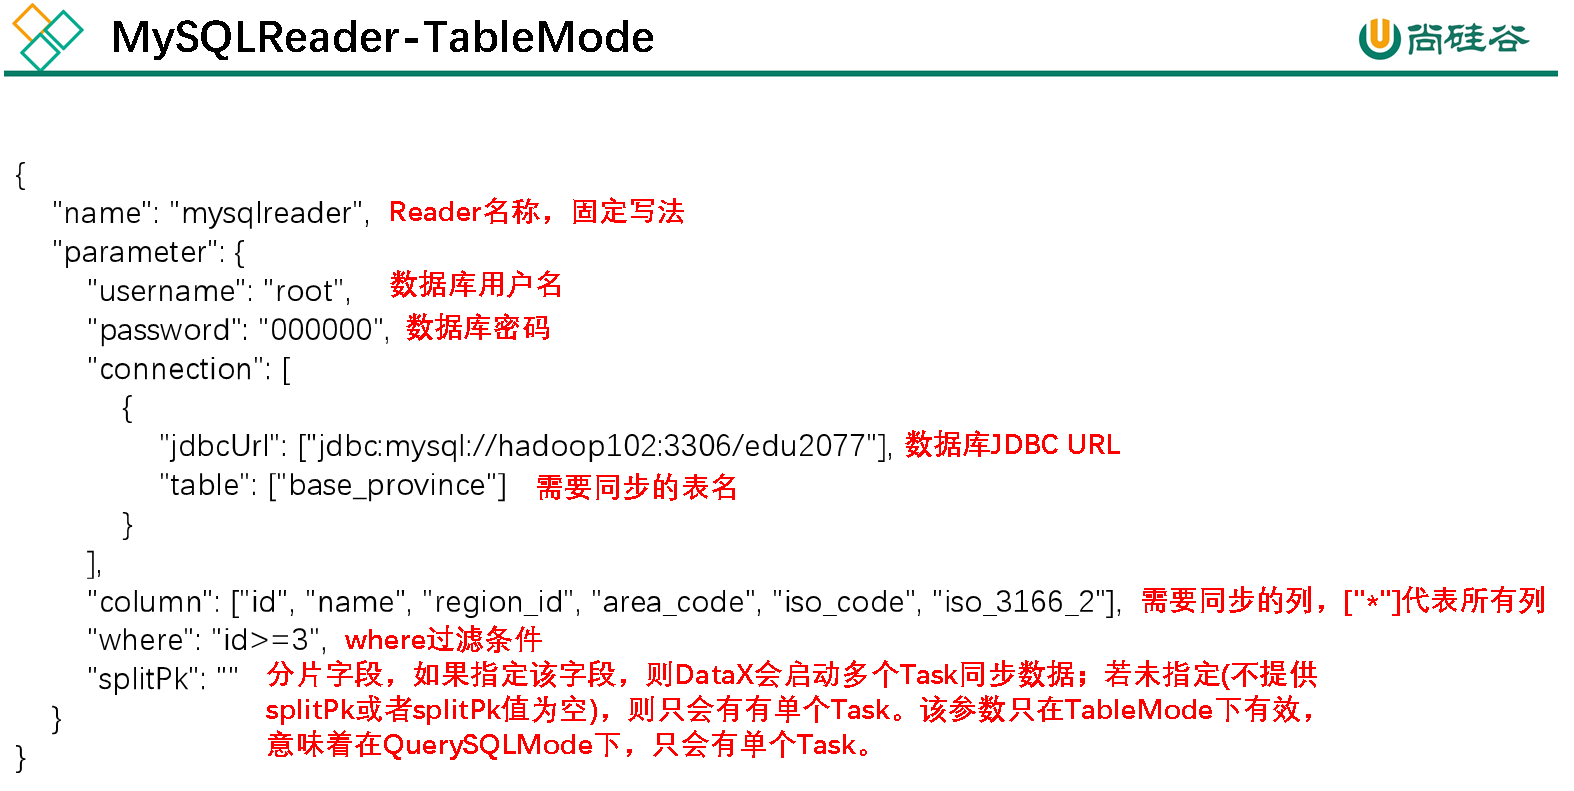 MySQLReader-TableMode
尚硅谷
{
"name": "mysqlreader", Reader名称，固定写法
"parameter": {
"username": "root", 数据库用户名
"password": "000000", 数据库密码
"connection": [
{
"jdbcUrl": ["jdbc:mysql://hadoop102:3306/edu2077"], 数据库JDBC URL
"table": ["base_province"] 需要同步的表名
}
],
"column": ["id", "name", "region_id", "area_code", "iso_code", "iso_3166_2"], 需要同步的列，["*"]代表所有列
"where": "id>=3", where过滤条件
"splitPk": "" 分片字段，如果指定该字段，则DataX会启动多个Task同步数据；若未指定(不提供
splitPk或者splitPk值为空)，则只会有有单个Task。该参数只在TableMode下有效，
意味着在QuerySQLMode下，只会有单个Task。
}
}